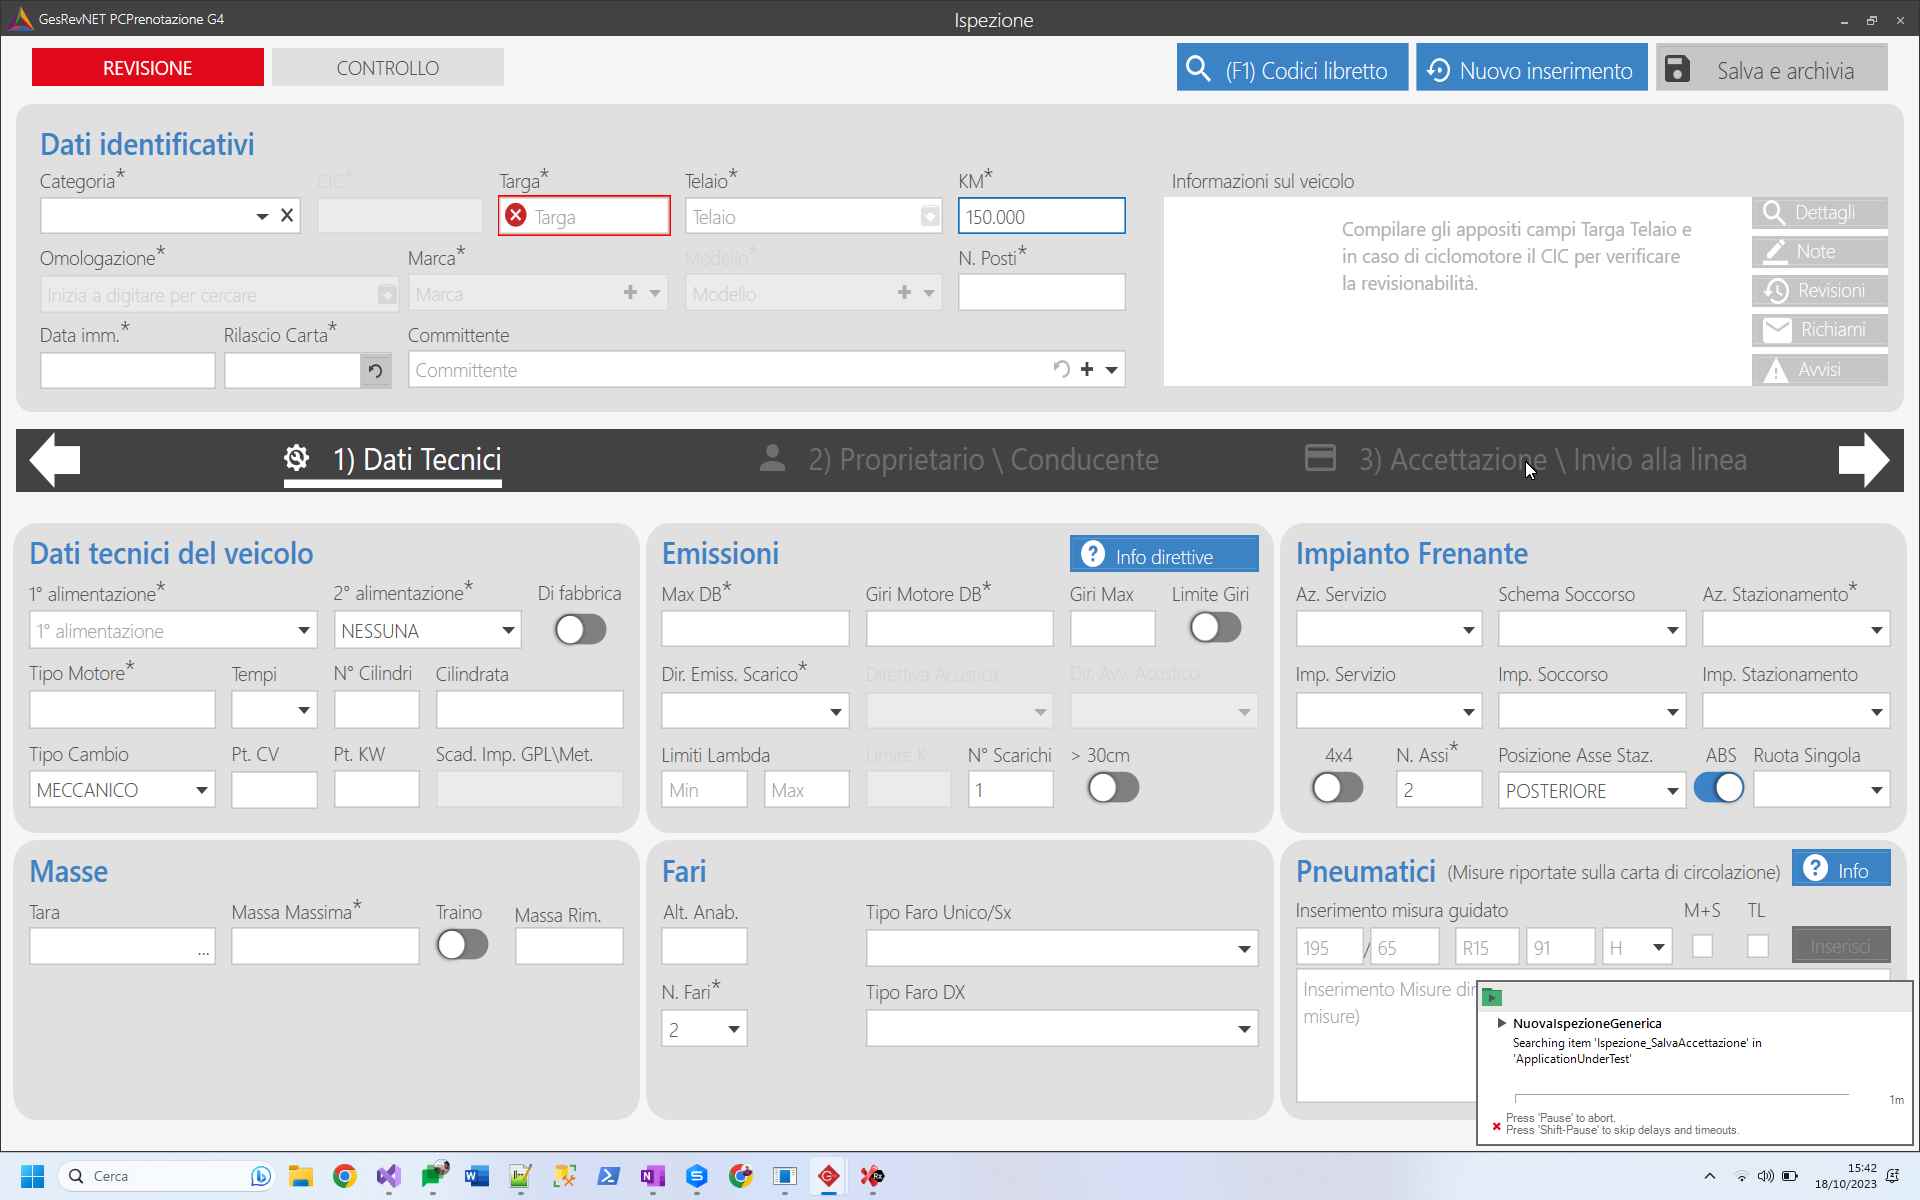 GesRevNET PCPrenotazione G4
Ispezione
REVISIONE
CONTROLLO
(F1) Codici libretto
Nuovo inserimento
Salva e archivia
Dati identificativi
Categoria*
CIC*
Targa*
Telaio*
KM*
Informazioni sul veicolo
X
Targa
Telaio
150.000
Compilare gli appositi campi Targa Telaio e
in caso di ciclomotore il CIC per verificare
la revisionabilità.
Dettagli
Note
Revisioni
Richiami
Avvisi
Omologazione*
Marca*
Modello*
N. Posti*
Inizia a digitare per cercare
Marca
Modello
Data imm.*
Rilascio Carta*
Committente
Committente
1) Dati Tecnici
2) Proprietario \ Conducente
3) Accettazione \ Invio alla linea
Dati tecnici del veicolo
1° alimentazione*
2° alimentazione*
Di fabbrica
1° alimentazione
NESSUNA
Tipo Motore*
Tempi
N° Cilindri
Cilindrata
Tipo Cambio
Pt. CV
Pt. KW
Scad. Imp. GPL\Met.
MECCANICO
Emissioni
Info direttive
Max DB*
Giri Motore DB*
Giri Max
Limite Giri
Dir. Emiss. Scarico*
Direttiva Acustica
Dir. Avv. Acustico
Limiti Lambda
Limite K
N° Scarichi
> 30cm
Min
Max
1
Impianto Frenante
Az. Servizio
Schema Soccorso
Az. Stazionamento*
Imp. Servizio
Imp. Soccorso
Imp. Stazionamento
4x4
N. Assi*
Posizione Asse Staz.
ABS
Ruota Singola
2
POSTERIORE
Masse
Tara
Massa Massima*
Traino
Massa Rim.
...
Fari
Alt. Anab.
Tipo Faro Unico/Sx
N. Fari*
Tipo Faro DX
2
Pneumatici
(Misure riportate sulla carta di circolazione)
Info
Inserimento misura guidato
M+S
TL
195
/
65
R15
91
H
Inserisci
Inserimento Misure dir
misure)
NuovaIspezioneGenerica
Searching item 'Ispezione_SalvaAccettazione' in
'ApplicationUnderTest'
1m
Press 'Pause' to abort.
Press 'Shift-Pause' to skip delays and timeouts.
Cerca
15:42
18/10/2023